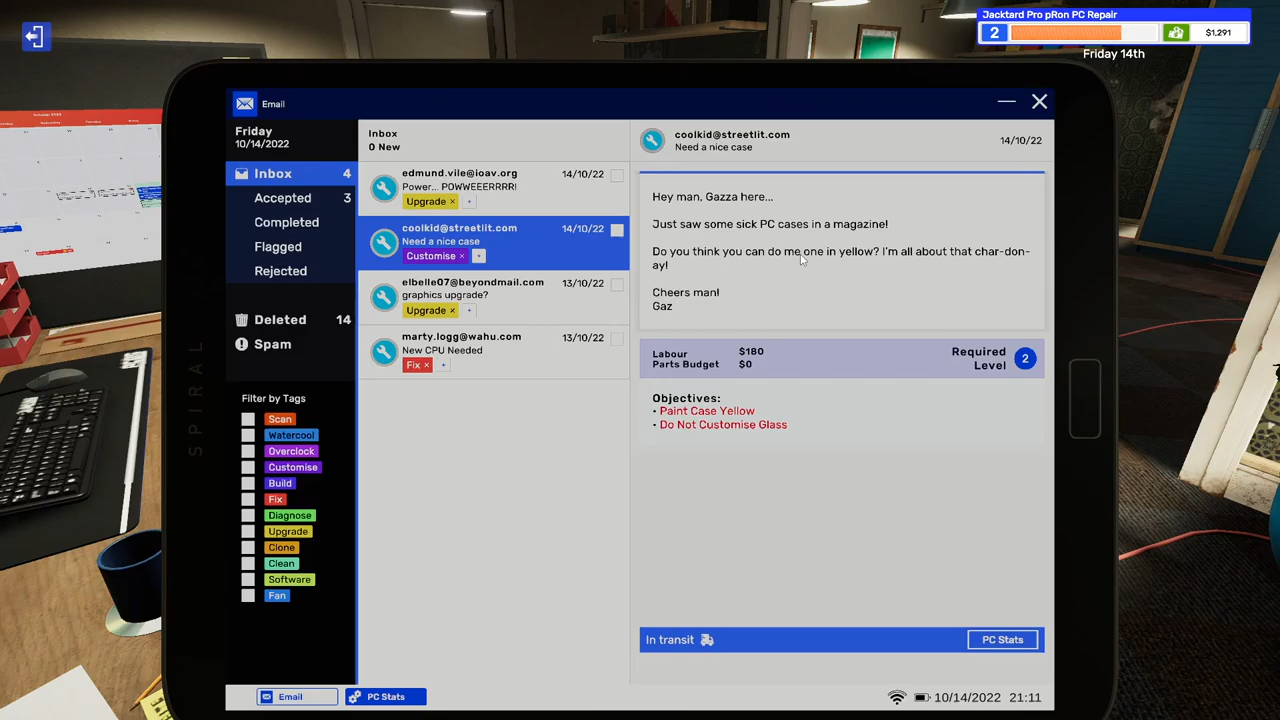 Jacktard Pro pRon PC Repair
2
$1,291
Friday 14th
Email
Friday
10/14/2022
Inbox 4
Accepted 3
Completed
Flagged
Rejected
Deleted 14
Spam
Filter by Tags
Scan
Watercool
Overclock
Customise
Build
Fix
Diagnose
Upgrade
Clone
Clean
Software
Fan
Inbox
0 New
edmund.vile@ioav.org 14/10/22
Power... POWWEEERRRR!
Upgrade × +
coolkid@streetlit.com 14/10/22
Need a nice case
Customise × +
elbelle07@beyondmail.com 13/10/22
graphics upgrade?
Upgrade × +
marty.logg@wahu.com 13/10/22
New CPU Needed
Fix × +
coolkid@streetlit.com 14/10/22
Need a nice case
Hey man, Gazza here...
Just saw some sick PC cases in a magazine!
Do you think you can do me one in yellow? I'm all about that char-don-
ay!
Cheers man!
Gaz
Labour $180
Parts Budget $0
Required
Level 2
Objectives:
• Paint Case Yellow
• Do Not Customise Glass
In transit PC Stats
Email PC Stats 10/14/2022 21:11
SPIRAL